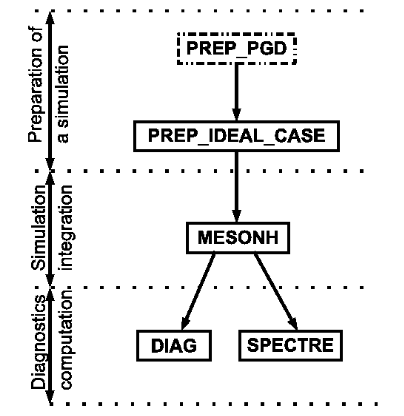 Preparation of
a simulation
PREP_PGD
PREP_IDEAL_CASE
Simulation
integration
MESONH
Diagnostics
computation
DIAG
SPECTRE